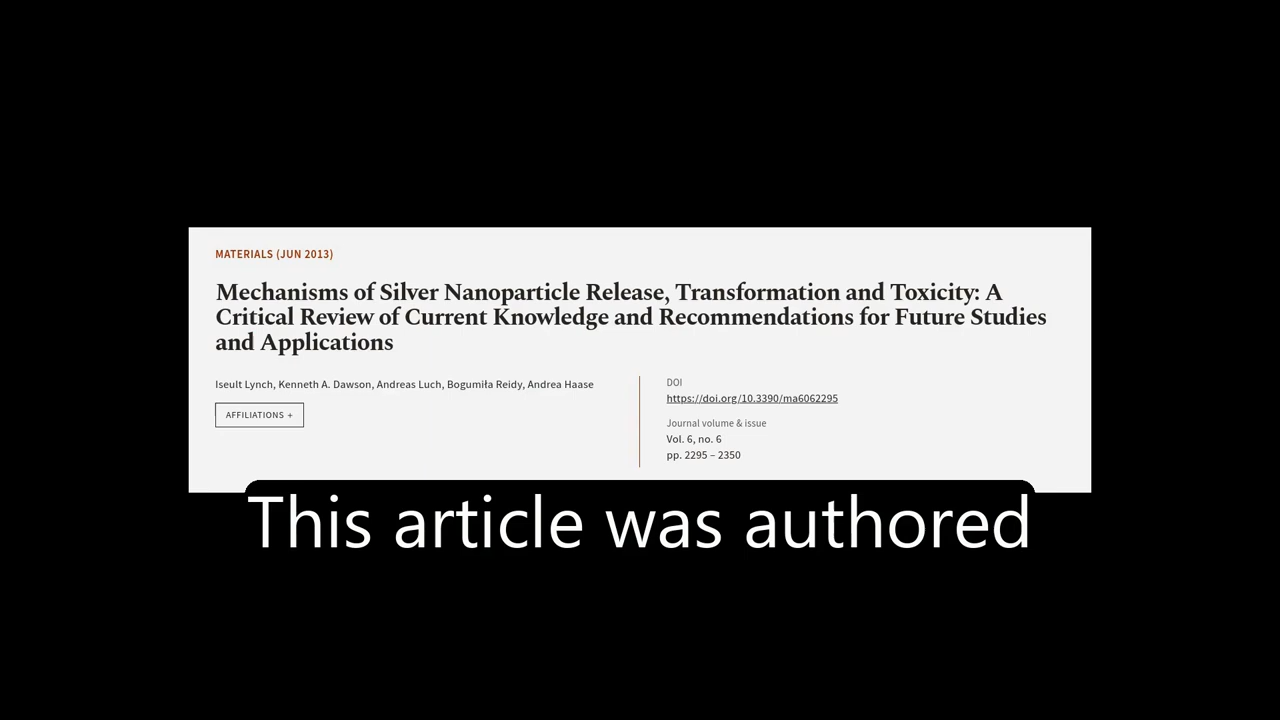 MATERIALS (JUN 2013)
Mechanisms of Silver Nanoparticle Release, Transformation and Toxicity: A
Critical Review of Current Knowledge and Recommendations for Future Studies
and Applications
Iseult Lynch, Kenneth A. Dawson, Andreas Luch, Bogumiła Reidy, Andrea Haase
AFFILIATIONS +
DOI
https://doi.org/10.3390/ma6062295
Journal volume & issue
Vol. 6, no. 6
pp. 2295 – 2350
This article was authored